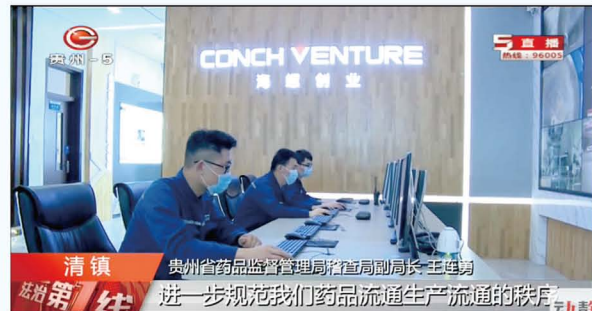 贵州-5
5直播
热线:96005
CONCH VENTURE
海螺创业
清镇
贵州省药品监督管理局稽查局副局长 王连勇
法治第1线
进一步规范我们药品流通生产流通的秩序